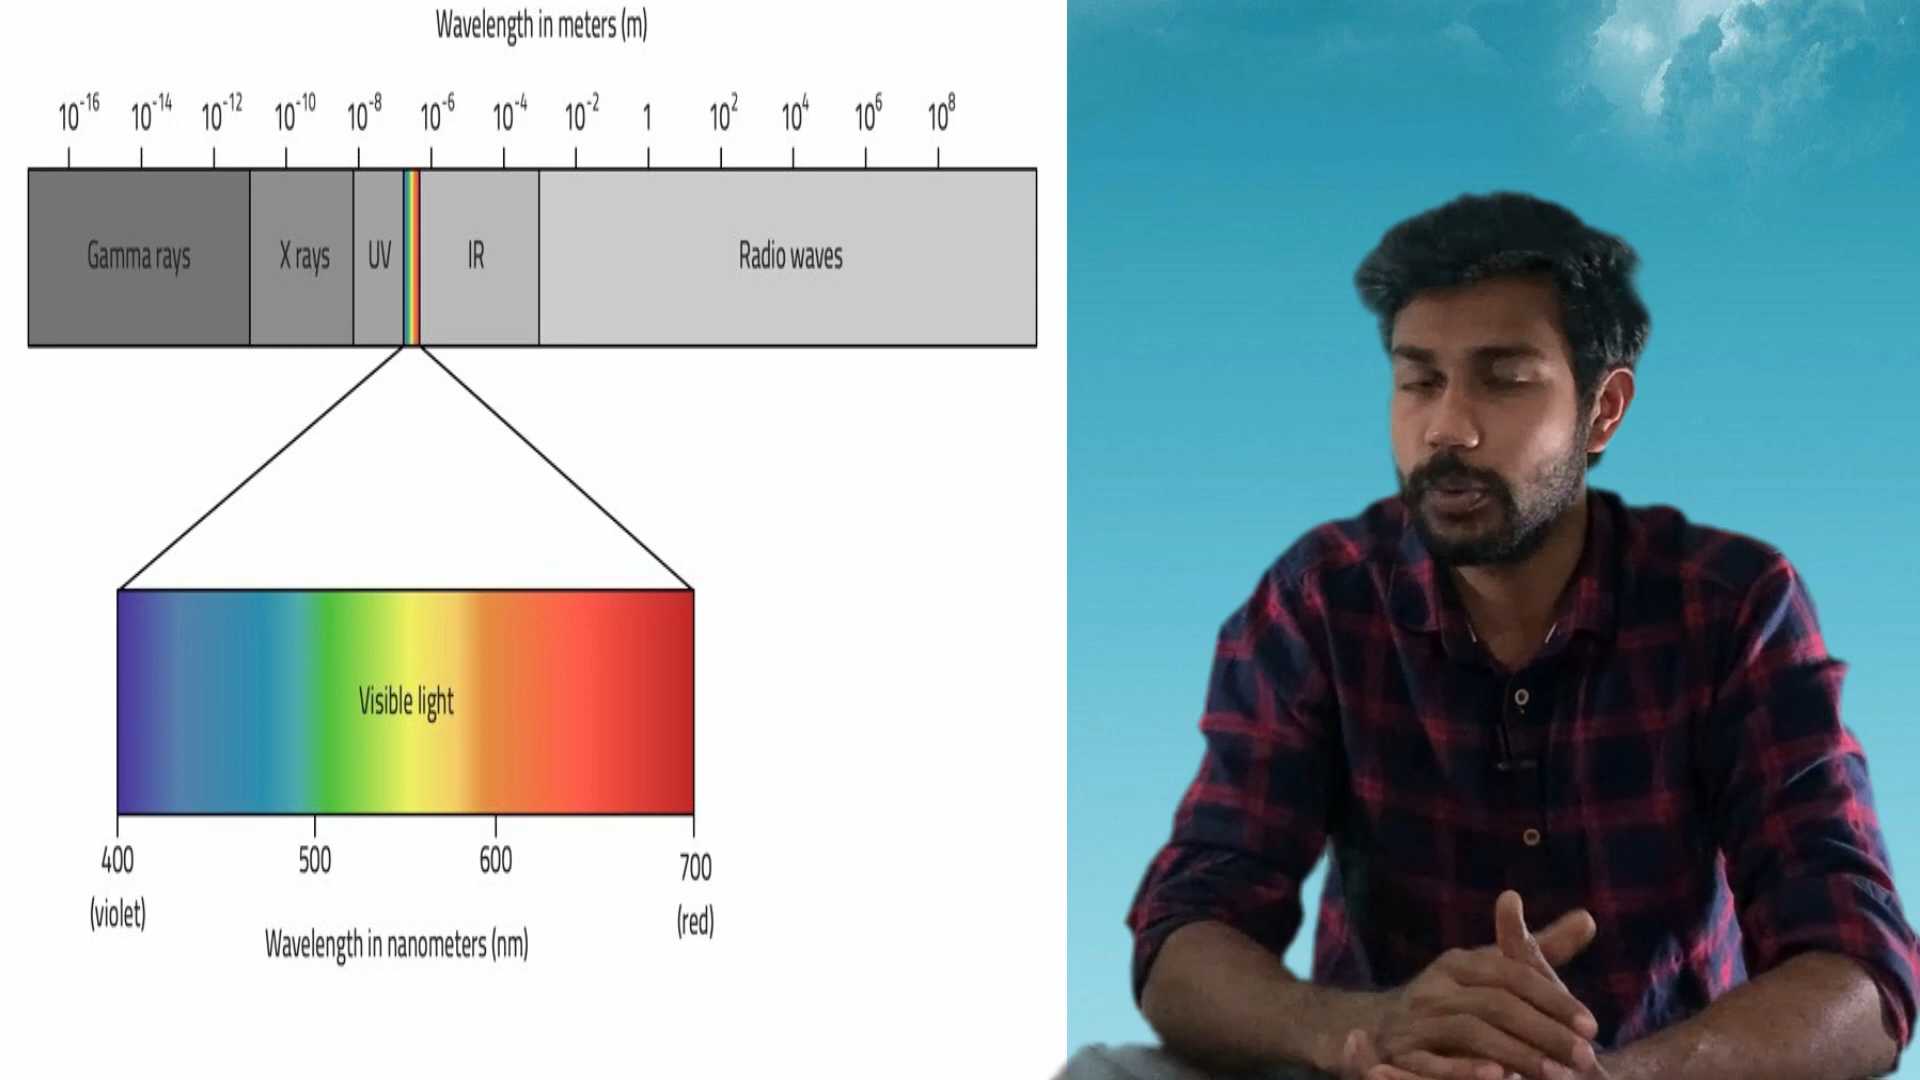 Wavelength in meters (m)
10⁻¹⁶ 10⁻¹⁴ 10⁻¹² 10⁻¹⁰ 10⁻⁸ 10⁻⁶ 10⁻⁴ 10⁻² 1 10² 10⁴ 10⁶ 10⁸
Gamma rays X rays UV IR Radio waves
Visible light
400 500 600 700
(violet) (red)
Wavelength in nanometers (nm)